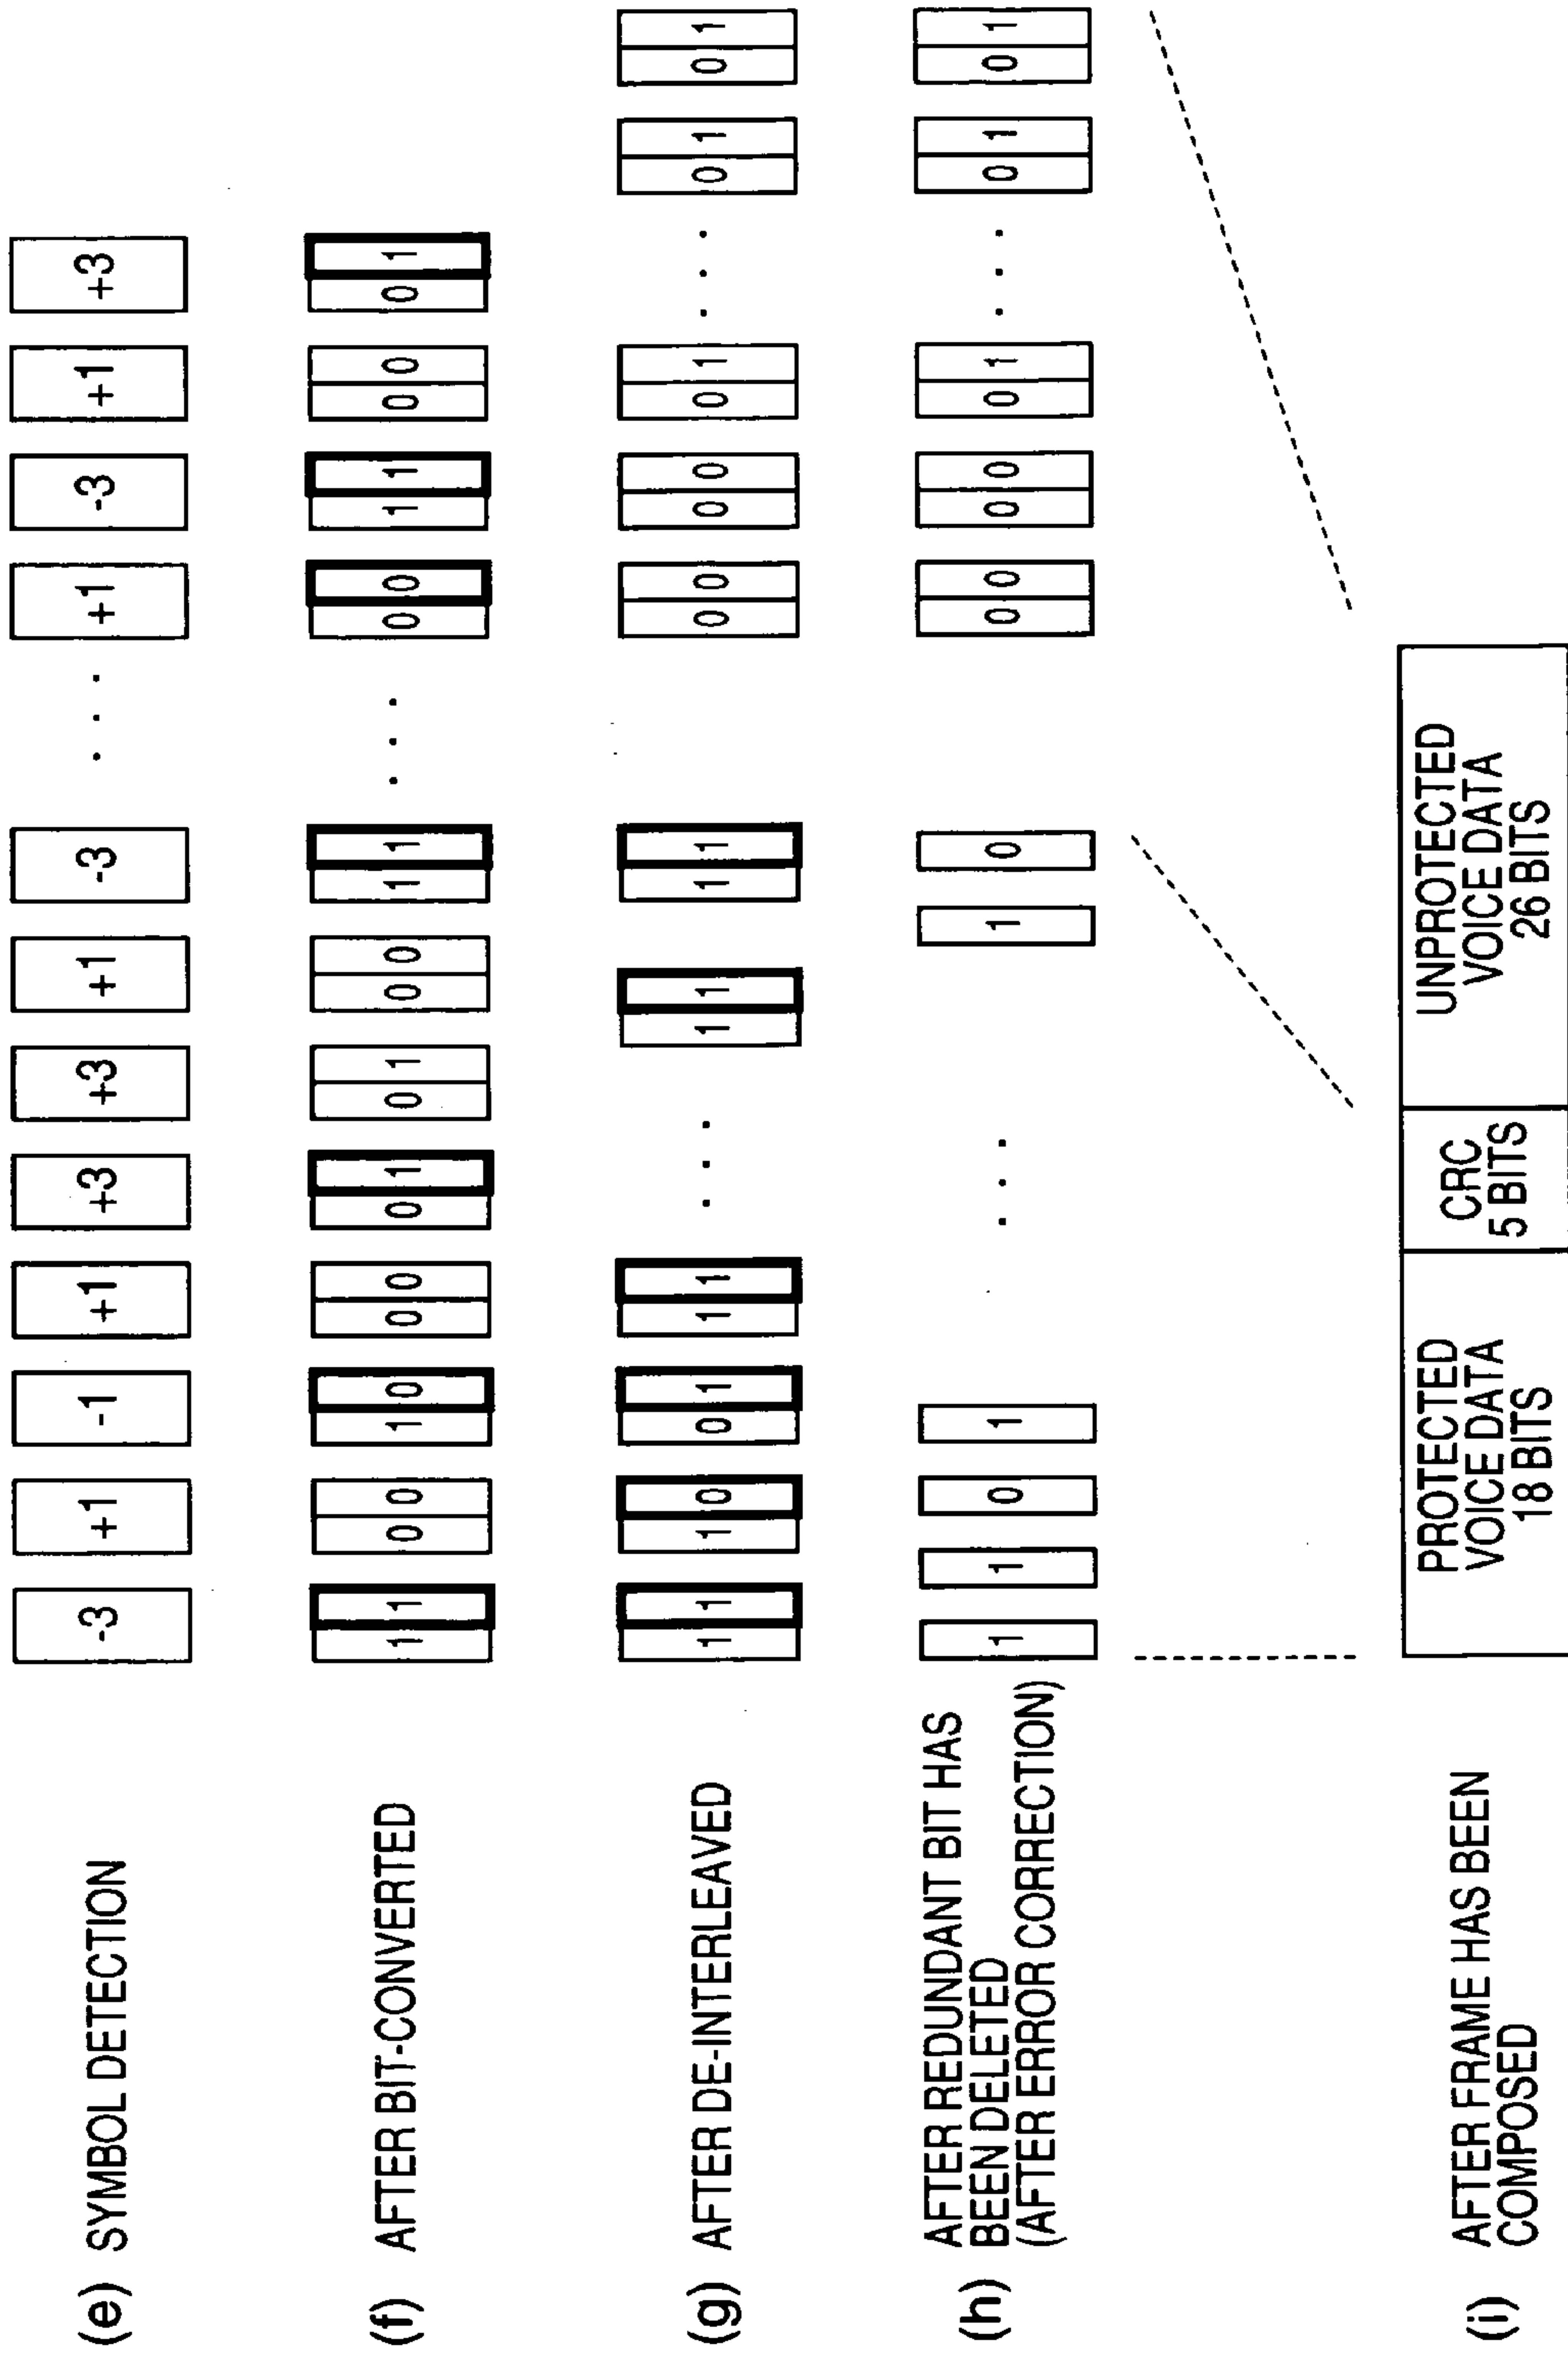 (e) SYMBOL DETECTION
-3 +1 -1 +1 +3 +3 +1 -3 . . . +1 -3 +1 +3
(f) AFTER BIT-CONVERTED
1 1 0 0 1 0 0 0 0 1 0 1 0 0 1 1 . . . 0 0 1 1 0 0 0 1
(g) AFTER DE-INTERLEAVED
1 1 1 0 0 1 1 1 . . . 1 1 1 1 0 0 0 0 0 1 . . . 0 1 0 1
(h) AFTER REDUNDANT BIT HAS
BEEN DELETED
(AFTER ERROR CORRECTION)
1 1 0 1 . . . 1 0 0 0 0 0 0 1 . . . 0 1 0 1
(i) AFTER FRAME HAS BEEN
COMPOSED
PROTECTED
VOICE DATA
18 BITS
CRC
5 BITS
UNPROTECTED
VOICE DATA
26 BITS